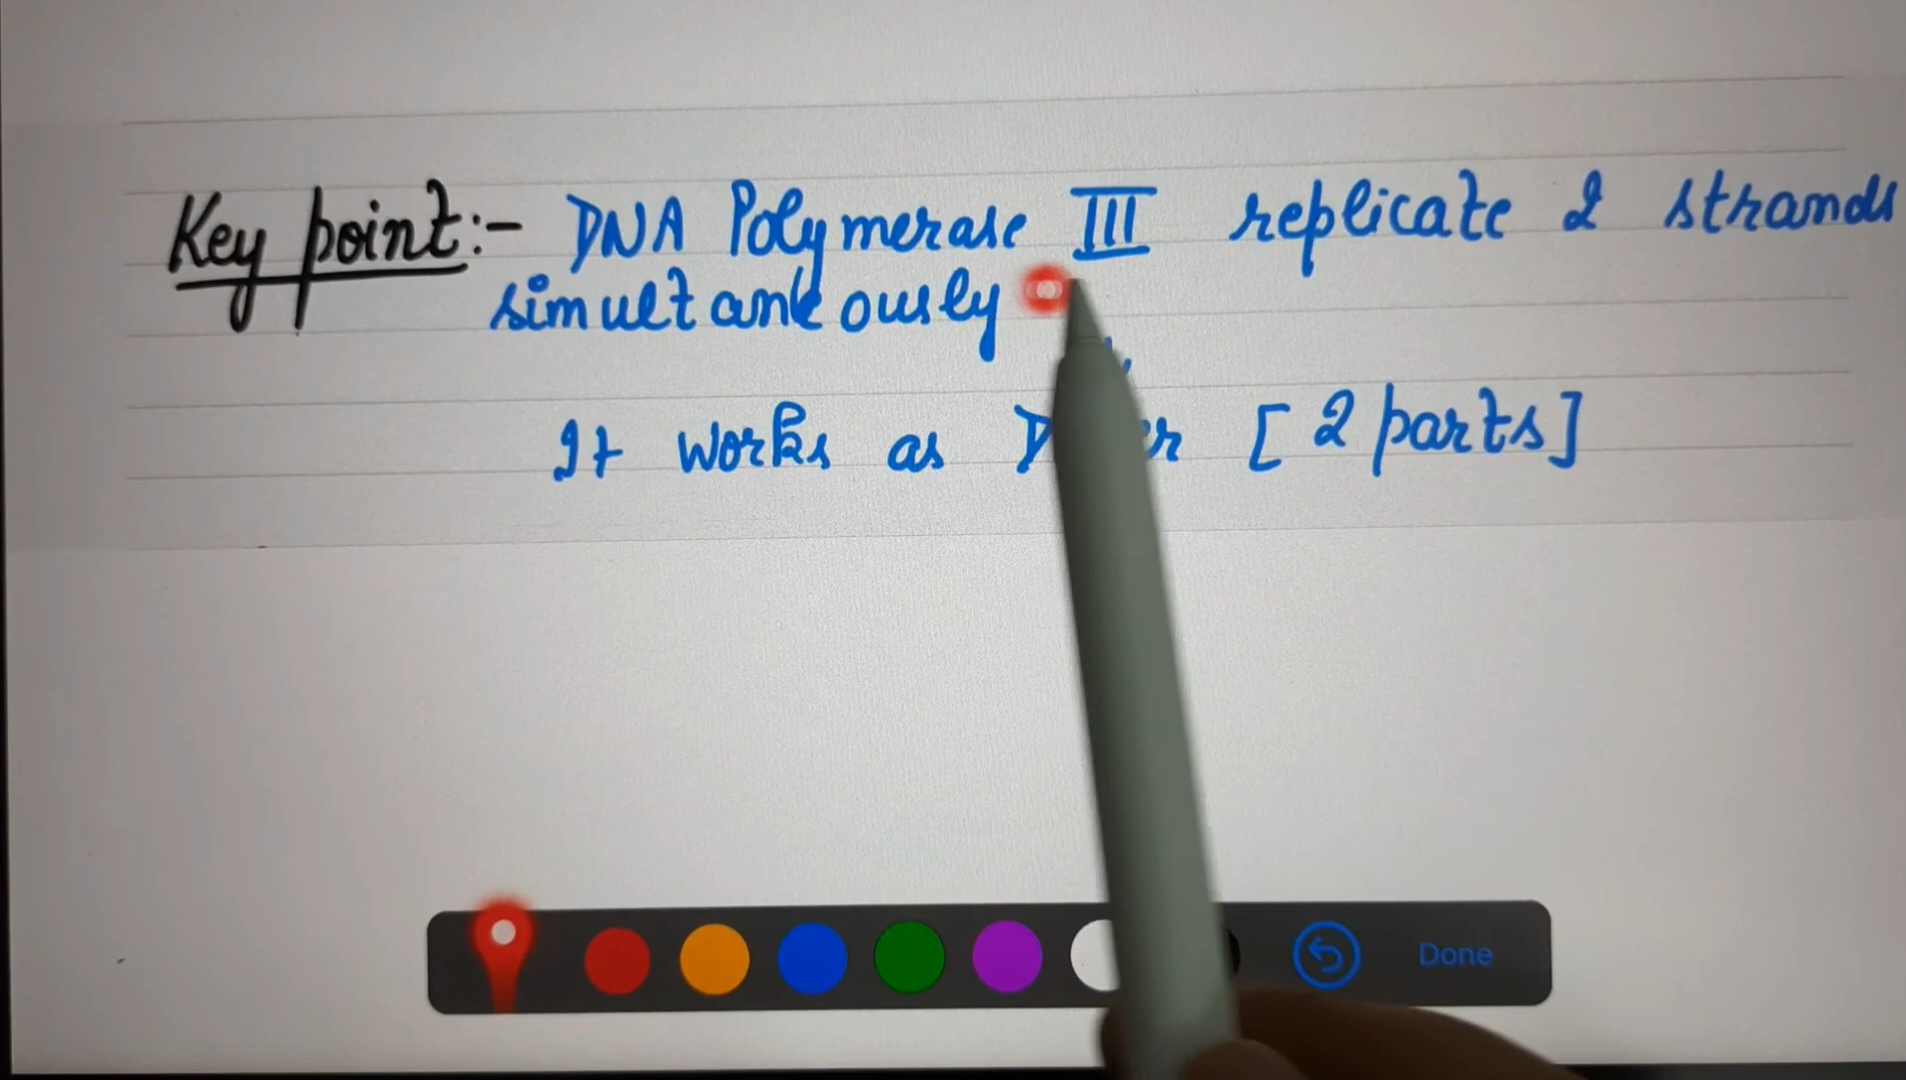 Key point:- DNA Polymerase III replicate 2 strands
simultaneously
It works as [2 parts]
Done